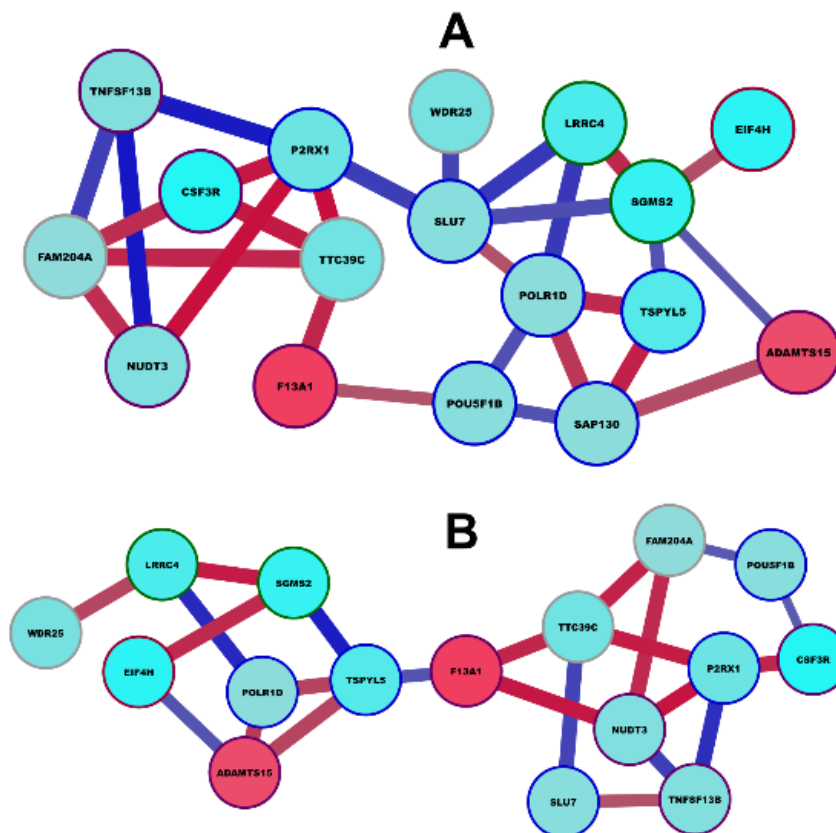 A
TNFSF13B
WDR25
LRRC4
EIF4H
P2RX1
CSF3R
SGMS2
SLU7
FAM204A
TTC39C
POLR1D
TSPYL5
ADAMTS15
NUDT3
F13A1
POU5F1B
SAP130
B
FAM204A
LRRC4
POU5F1B
SGMS2
WDR25
TTC39C
EIF4H
TSPYL5
F13A1
P2RX1
CSF3R
POLR1D
NUDT3
ADAMTS15
SLU7
TNFSF13B